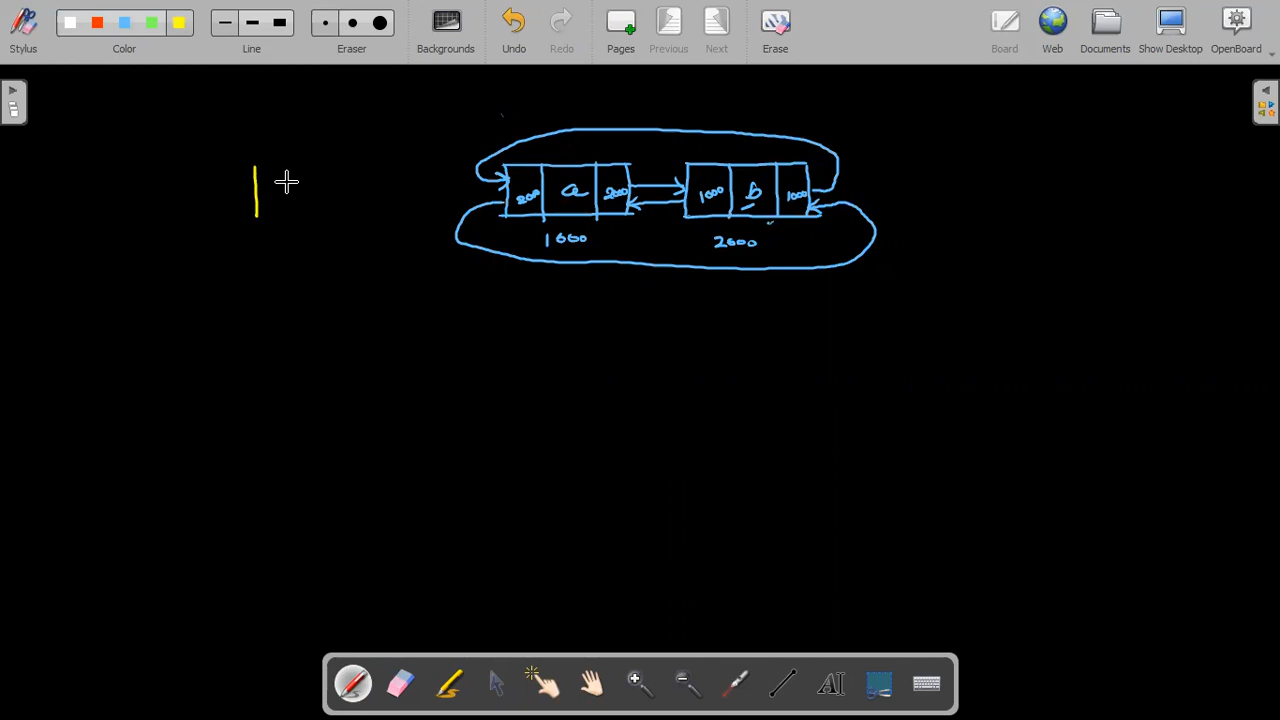 Stylus Color Line Eraser Backgrounds Undo Redo Pages Previous Next Erase Board Web Documents Show Desktop OpenBoard
2000 a 2000 1000 b 1000
1000 2000
AI